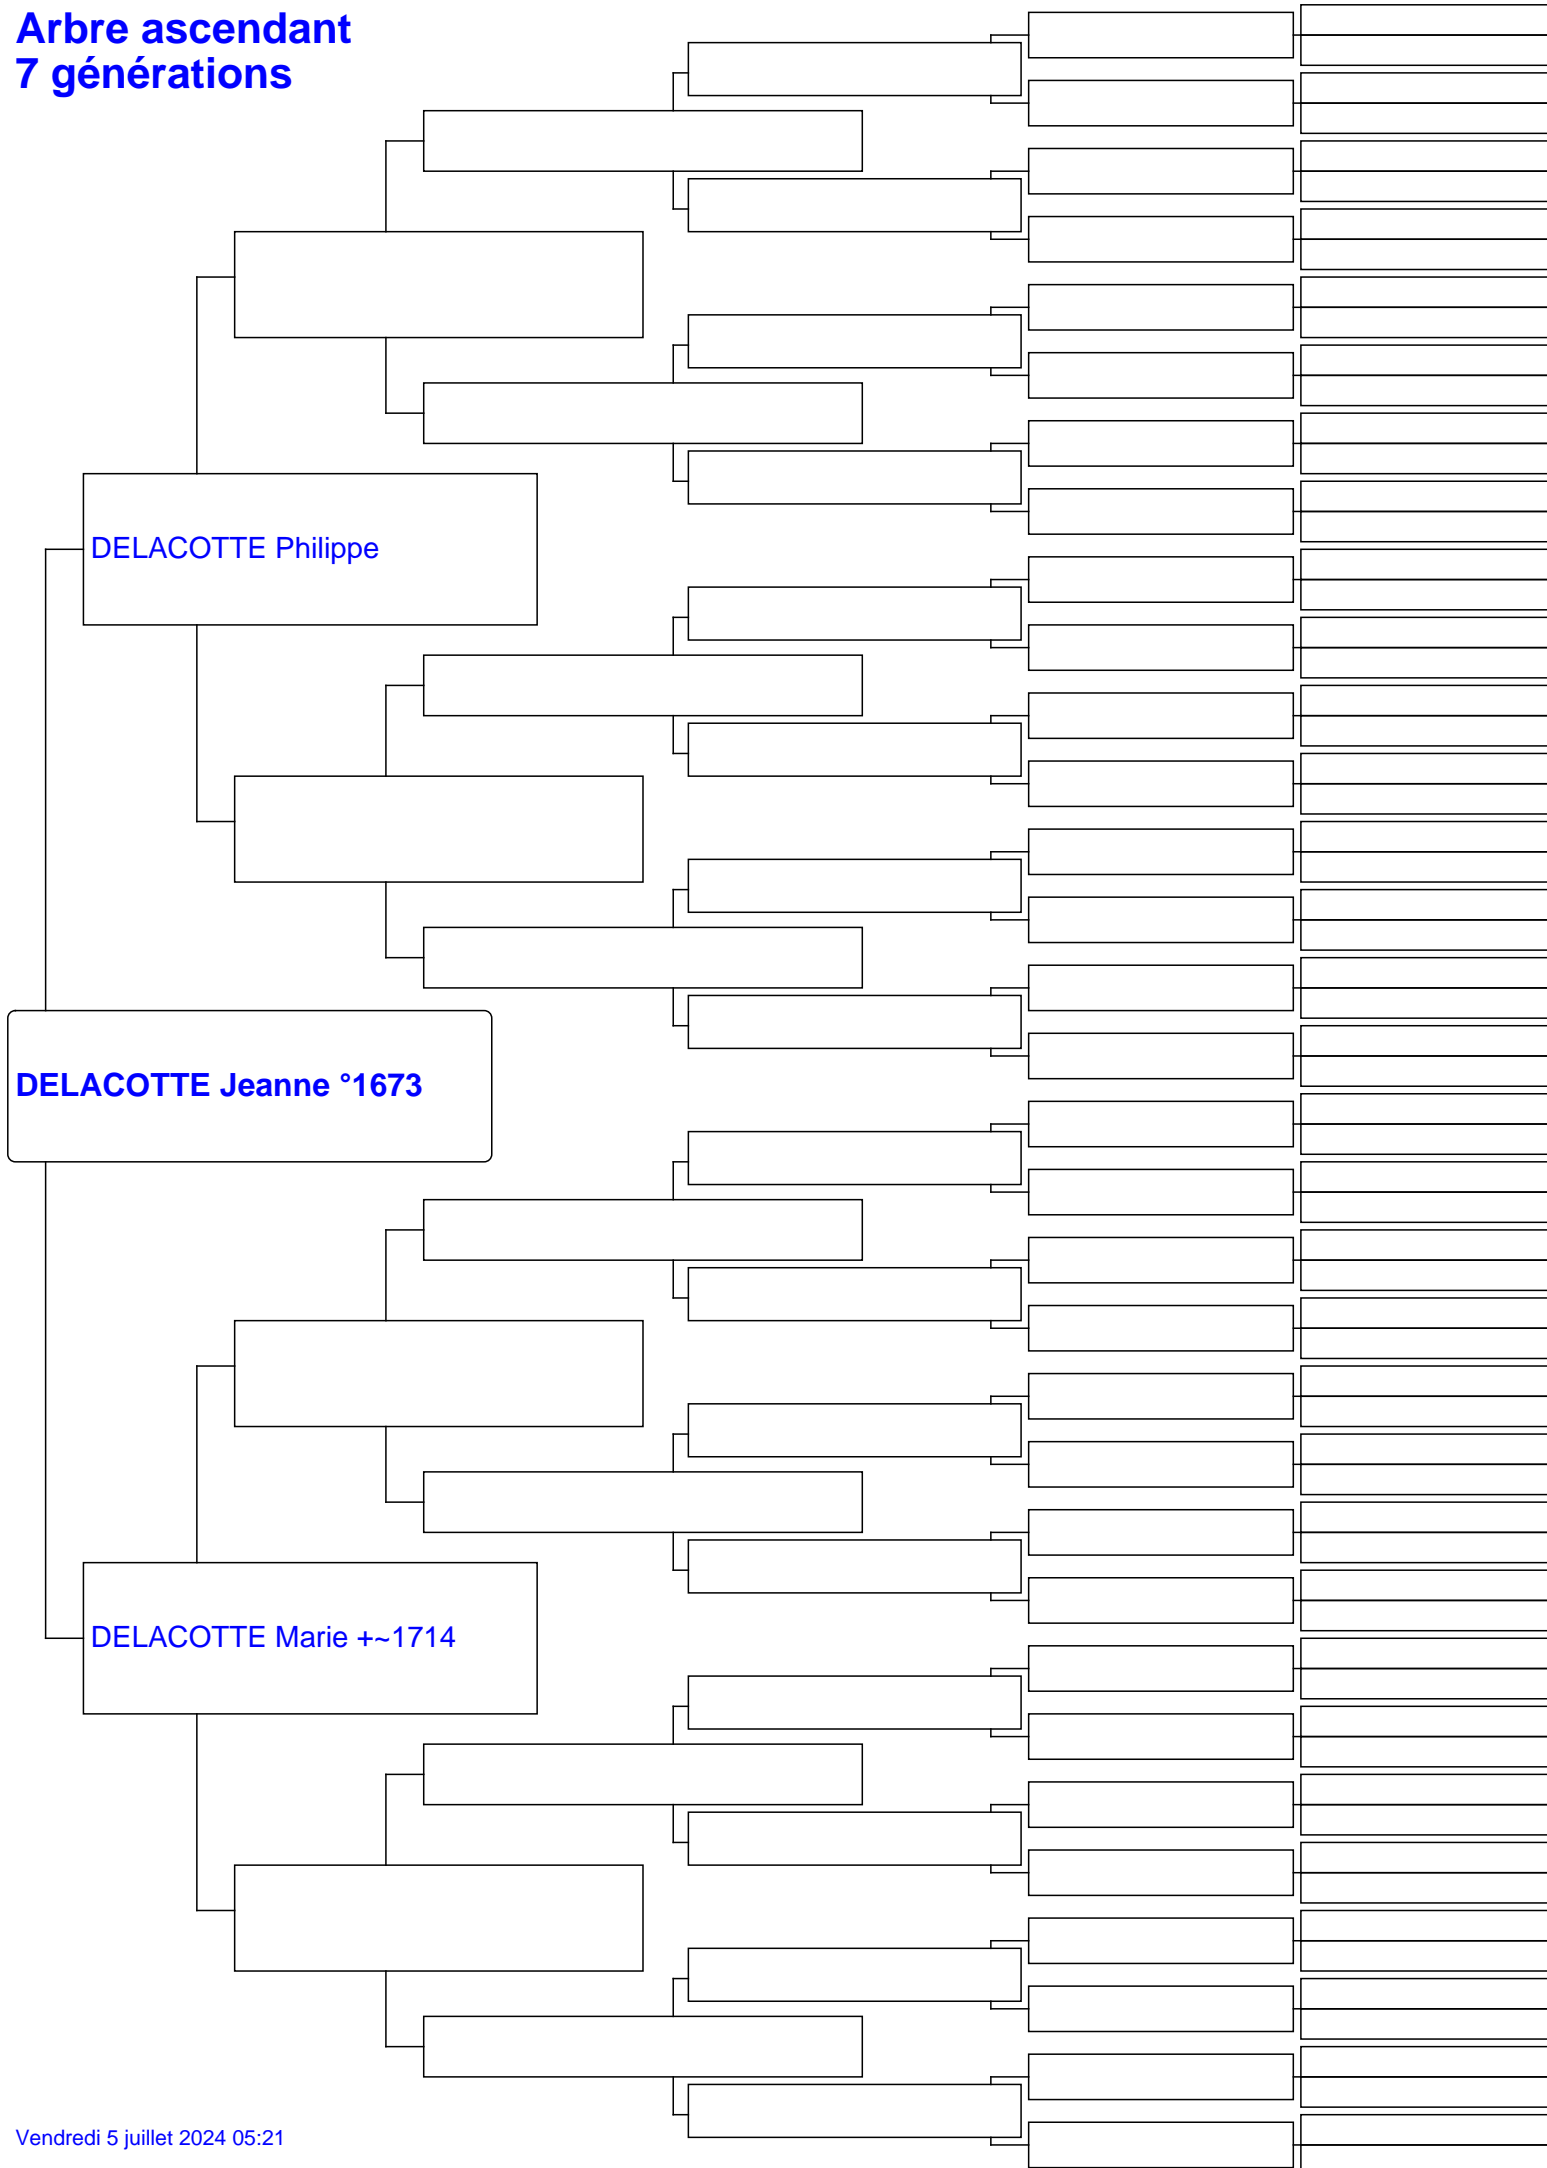 Arbre ascendant
7 générations
DELACOTTE Philippe
DELACOTTE Jeanne °1673
DELACOTTE Marie +~1714
Vendredi 5 juillet 2024 05:21